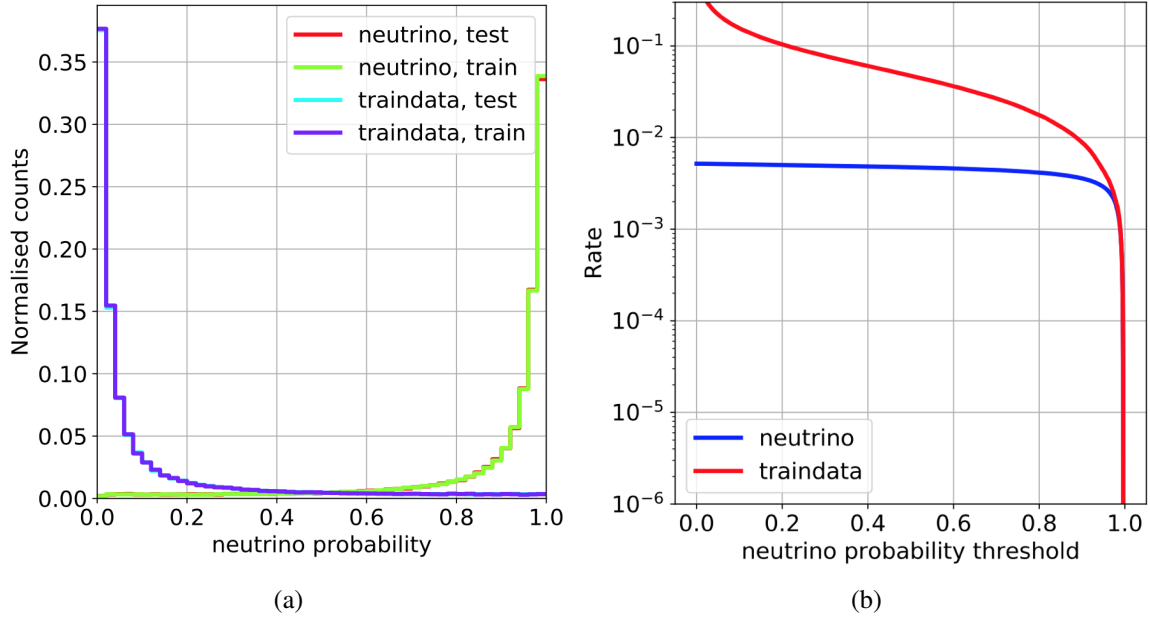 neutrino, test
neutrino, train
traindata, test
traindata, train
0.35
0.30
0.25
0.20
0.15
0.10
0.05
0.00
Normalised counts
0.0 0.2 0.4 0.6 0.8 1.0
neutrino probability
(a)
10⁻¹
10⁻²
10⁻³
10⁻⁴
10⁻⁵
10⁻⁶
Rate
neutrino
traindata
0.0 0.2 0.4 0.6 0.8 1.0
neutrino probability threshold
(b)